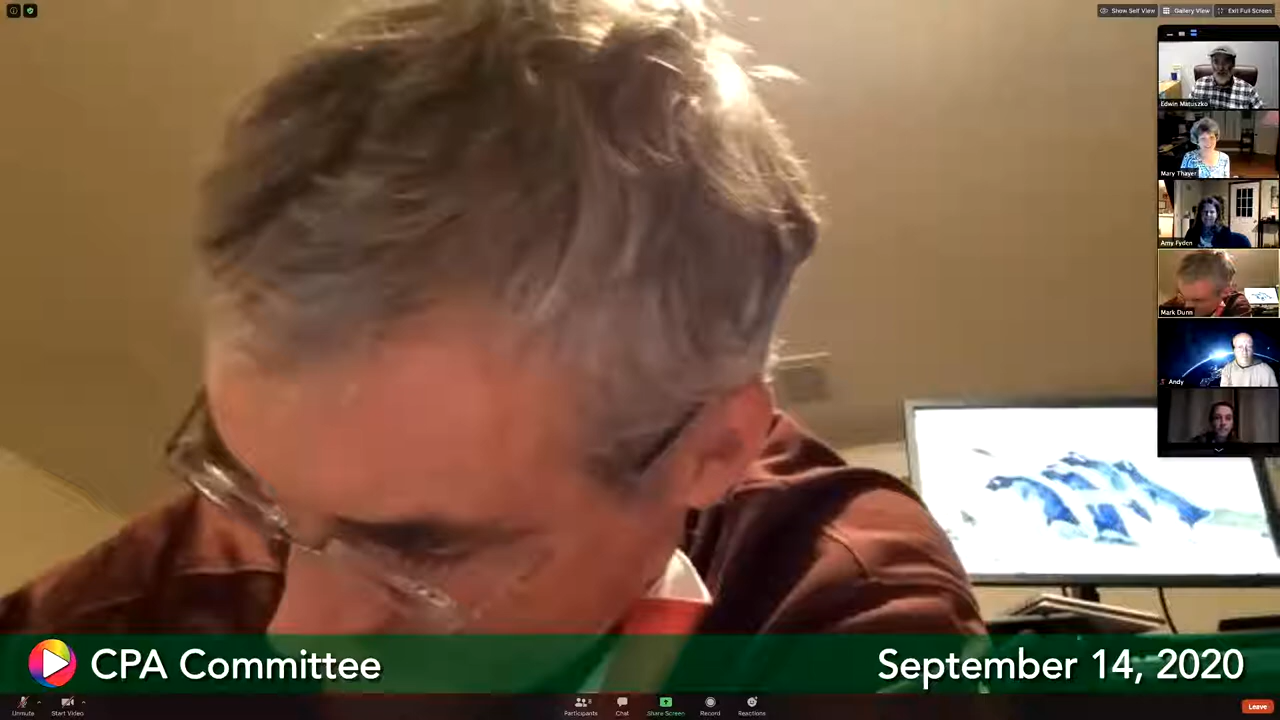 Show Self View
Gallery View
Exit Full Screen
Edwin Matuszko
Mary Thayer
Amy Fyden
Mark Dunn
Andy
CPA Committee
September 14, 2020
Unmute
Start Video
Participants
8
Chat
Share Screen
Record
Reactions
Leave